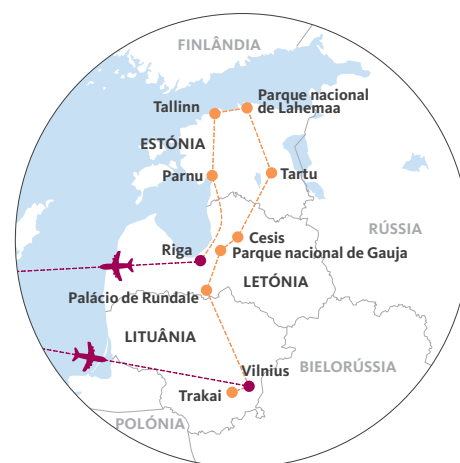 FINLÂNDIA
Parque nacional
de Lahemaa
Tallinn
ESTÓNIA
Parnu
Tartu
RÚSSIA
Cesis
Riga
Parque nacional de Gauja
LETÓNIA
Palácio de Rundale
LITUÂNIA
BIELORÚSSIA
Vilnius
Trakai
POLÓNIA